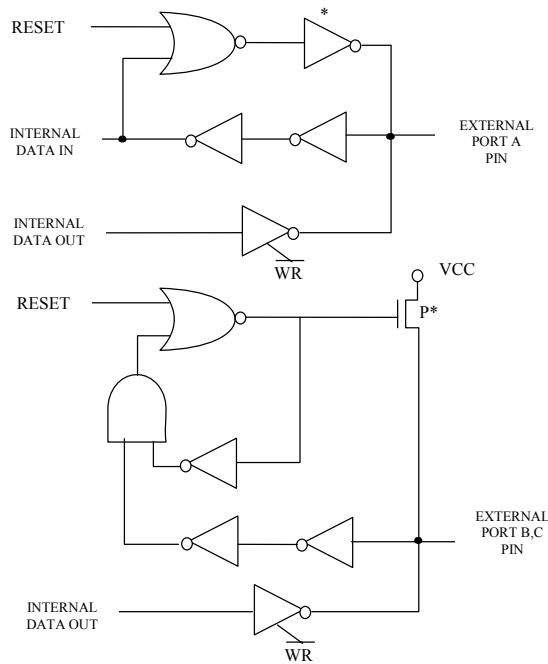 RESET
*
INTERNAL
DATA IN
EXTERNAL
PORT A
PIN
INTERNAL
DATA OUT
WR
VCC
RESET
P*
EXTERNAL
PORT B,C
PIN
INTERNAL
DATA OUT
WR